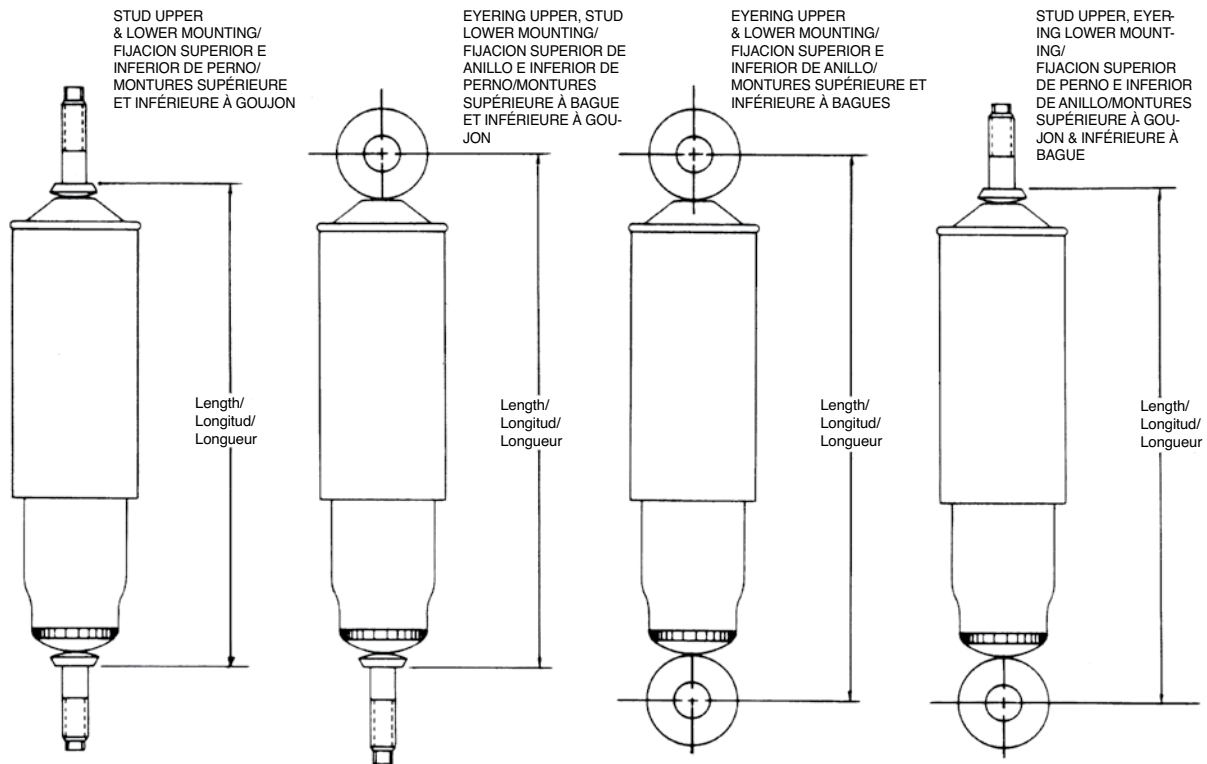 STUD UPPER
& LOWER MOUNTING/
FIJACION SUPERIOR E
INFERIOR DE PERNO/
MONTURES SUPÉRIEURE
ET INFÉRIEURE À GOUJON
EYERING UPPER, STUD
LOWER MOUNTING/
FIJACION SUPERIOR DE
ANILLO E INFERIOR DE
PERNO/MONTURES
SUPÉRIEURE À BAGUE
ET INFÉRIEURE À GOU-
JON
EYERING UPPER
& LOWER MOUNTING/
FIJACION SUPERIOR E
INFERIOR DE ANILLO/
MONTURES SUPÉRIEURE ET
INFÉRIEURE À BAGUES
STUD UPPER, EYER-
ING LOWER MOUNT-
ING/
FIJACION SUPERIOR
DE PERNO E INFERIOR
DE ANILLO/MONTURES
SUPÉRIEURE À GOU-
JON & INFÉRIEURE À
BAGUE
Length/
Longitud/
Longueur
Length/
Longitud/
Longueur
Length/
Longitud/
Longueur
Length/
Longitud/
Longueur